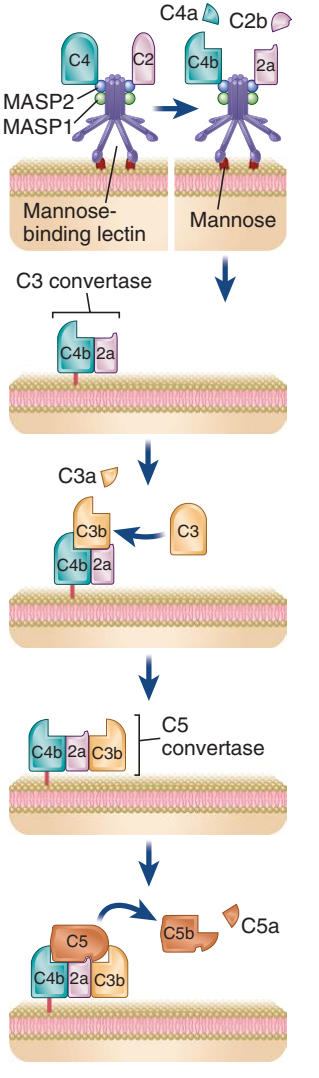 C4a
C2b
C4
C2
C4b
2a
MASP2
MASP1
Mannose-
binding lectin
Mannose
C3 convertase
C4b
2a
C3a
C3b
C3
C4b
2a
C4b
2a
C3b
C5
convertase
C5
C5b
C5a
C4b
2a
C3b